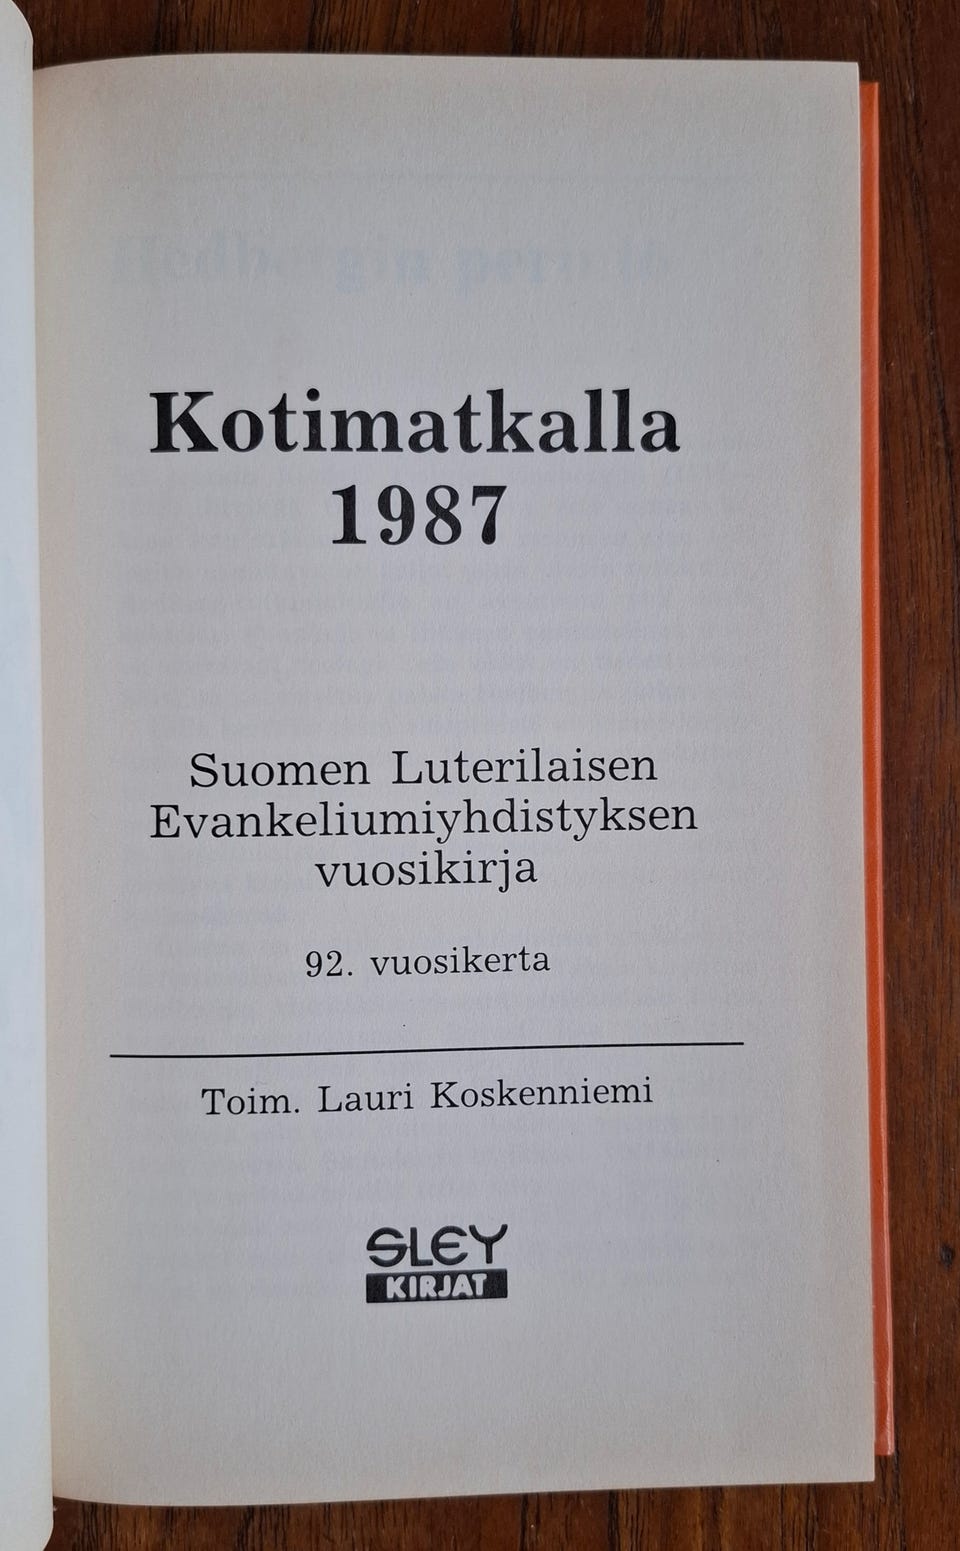 Kotimatkalla
1987
Suomen Luterilaisen
Evankeliumiyhdistyksen
vuosikirja
92. vuosikerta
Toim. Lauri Koskenniemi
SLEY
KIRJAT